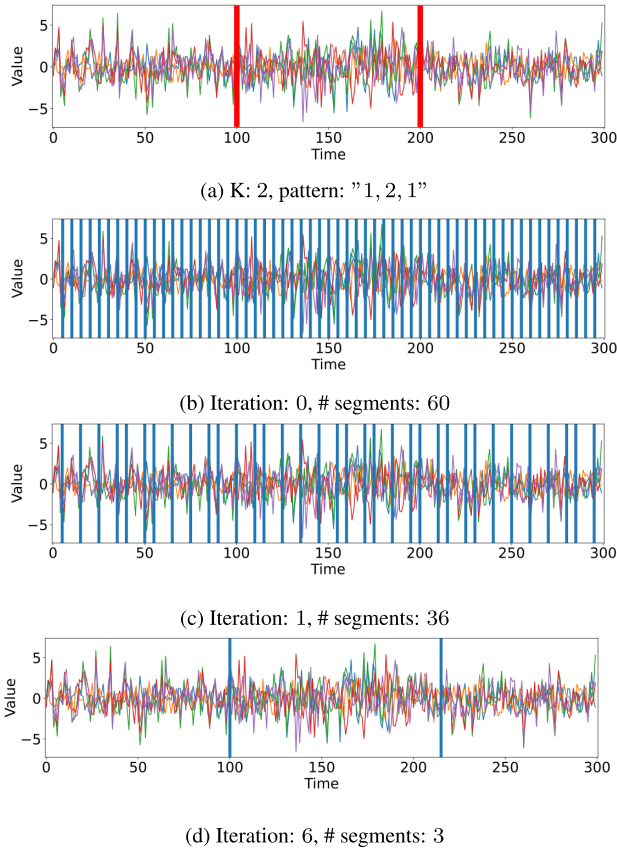 5
0
−5
Value
0 50 100 150 200 250 300
Time
(a) K: 2, pattern: ”1, 2, 1”
5
0
−5
Value
0 50 100 150 200 250 300
Time
(b) Iteration: 0, # segments: 60
5
0
−5
Value
0 50 100 150 200 250 300
Time
(c) Iteration: 1, # segments: 36
5
0
−5
Value
0 50 100 150 200 250 300
Time
(d) Iteration: 6, # segments: 3